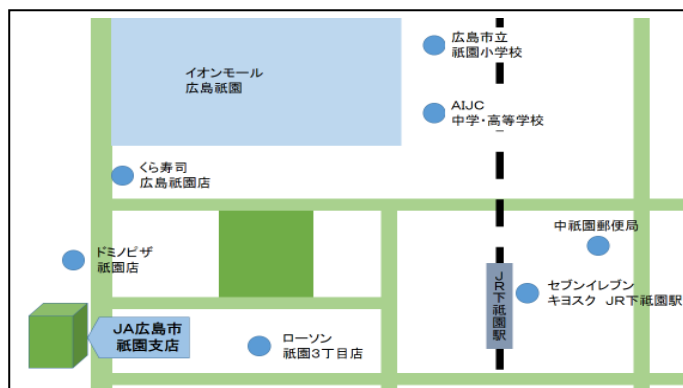 広島市立
祇園小学校
イオンモール
広島祇園
AIJC
中学・高等学校
くら寿司
広島祇園店
中祇園郵便局
ドミノピザ
祇園店
JR下祇園駅
セブンイレブン
キヨスク JR下祇園駅
JA広島市
祇園支店
ローソン
祇園3丁目店